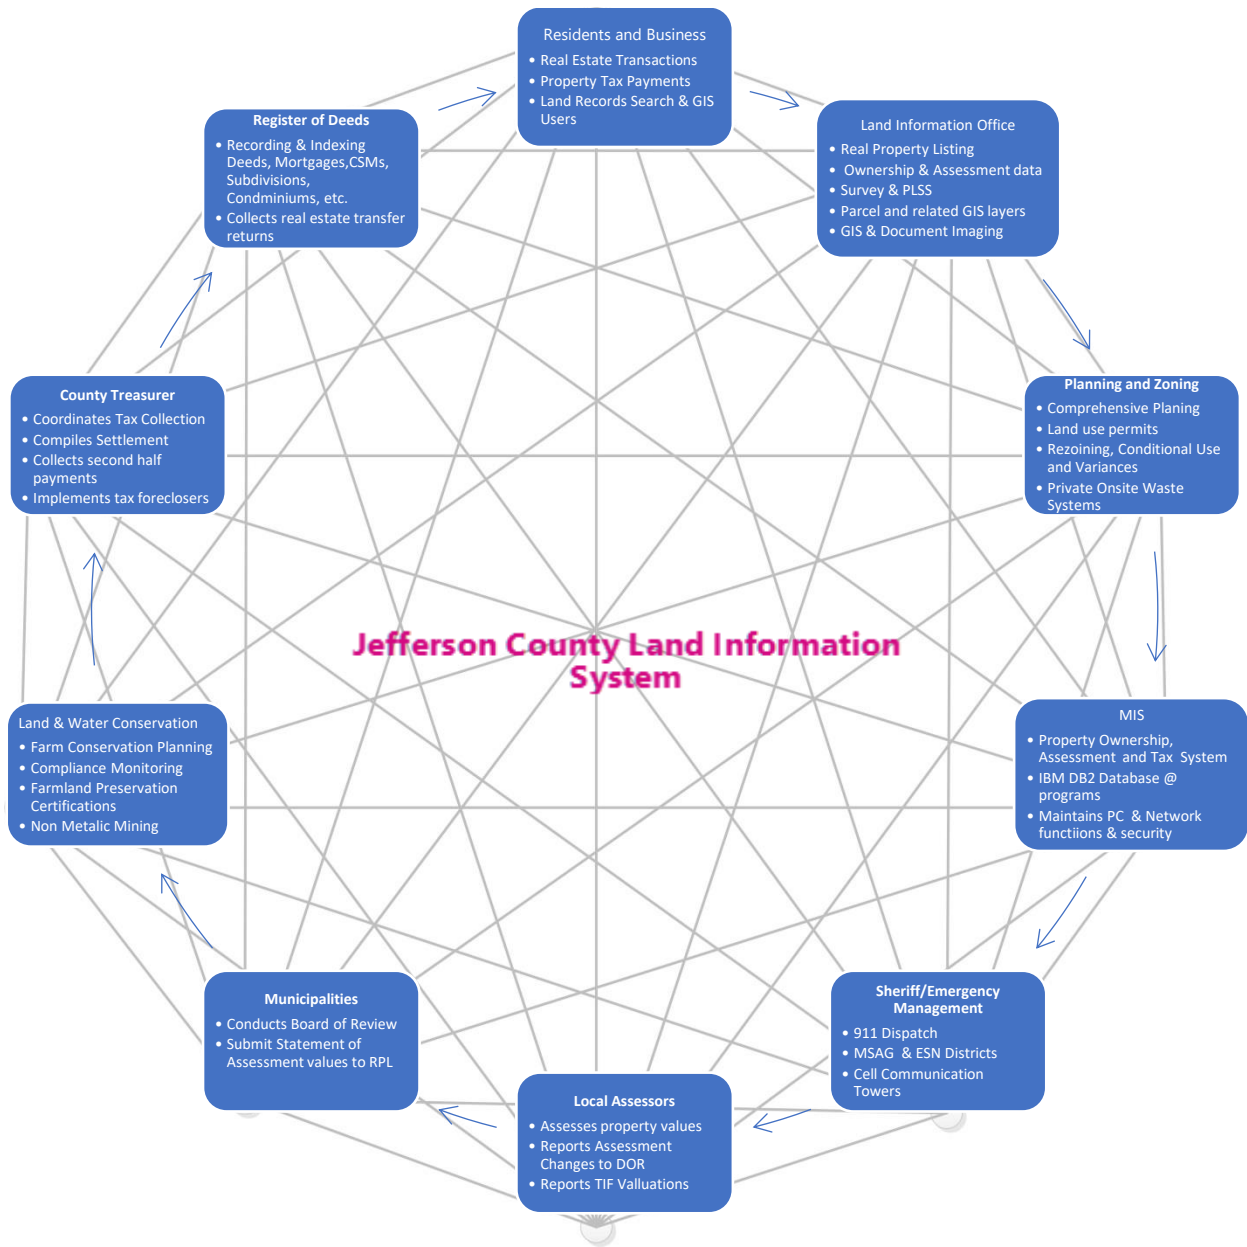 Residents and Business
• Real Estate Transactions
• Property Tax Payments
• Land Records Search & GIS
Users
Land Information Office
• Real Property Listing
• Ownership & Assessment data
• Survey & PLSS
• Parcel and related GIS layers
• GIS & Document Imaging
Planning and Zoning
• Comprehensive Planing
• Land use permits
• Rezoining, Conditional Use
and Variances
• Private Onsite Waste
Systems
MIS
• Property Ownership,
Assessment and Tax System
• IBM DB2 Database @
programs
• Maintains PC & Network
functiions & security
Sheriff/Emergency
Management
• 911 Dispatch
• MSAG & ESN Districts
• Cell Communication
Towers
Local Assessors
• Assesses property values
• Reports Assessment
Changes to DOR
• Reports TIF Valluations
Municipalities
• Conducts Board of Review
• Submit Statement of
Assessment values to RPL
Land & Water Conservation
• Farm Conservation Planning
• Compliance Monitoring
• Farmland Preservation
Certifications
• Non Metalic Mining
County Treasurer
• Coordinates Tax Collection
• Compiles Settlement
• Collects second half
payments
• Implements tax foreclosers
Register of Deeds
• Recording & Indexing
Deeds, Mortgages,CSMs,
Subdivisions,
Condminiums, etc.
• Collects real estate transfer
returns
Jefferson County Land Information
System